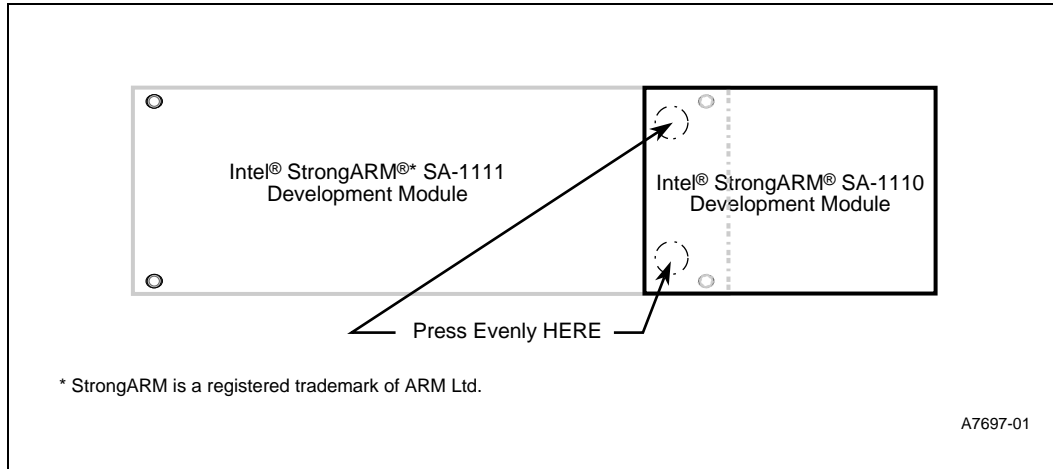 Intel® StrongARM®* SA-1111
Development Module
Intel® StrongARM® SA-1110
Development Module
Press Evenly HERE
* StrongARM is a registered trademark of ARM Ltd.
A7697-01